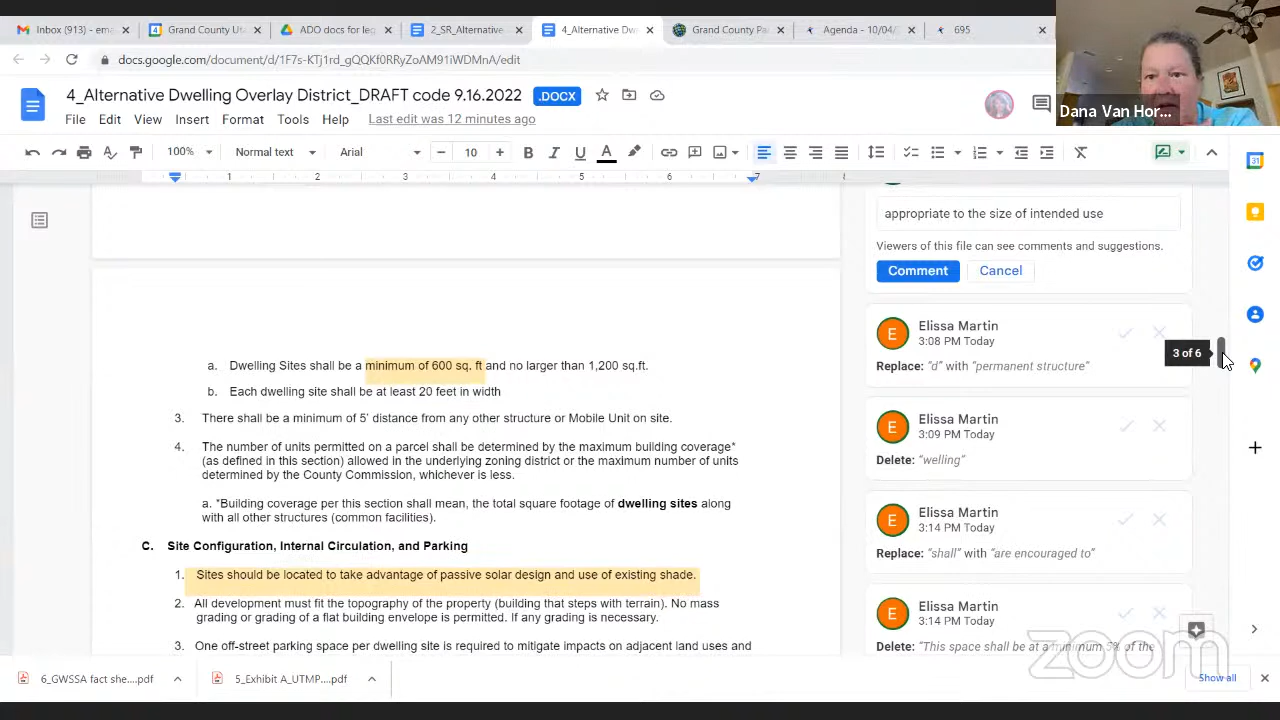 Inbox (913) - em
Grand County Ut
ADO docs for leg
2_SR_Alternative
4_Alternative Dw
Grand County Pa
Agenda - 10/04/
695
docs.google.com/document/d/1F7s-KTj1rd_gQQKf0RRyZoAM91iWDMnA/edit
4_Alternative Dwelling Overlay District_DRAFT code 9.16.2022 .DOCX
Dana Van Hor...
File Edit View Insert Format Tools Help Last edit was 12 minutes ago
100% Normal text Arial 10
1 2 3 4 5 6 7
appropriate to the size of intended use
Viewers of this file can see comments and suggestions.
Comment Cancel
a. Dwelling Sites shall be a minimum of 600 sq. ft and no larger than 1,200 sq.ft.
b. Each dwelling site shall be at least 20 feet in width
3. There shall be a minimum of 5' distance from any other structure or Mobile Unit on site.
4. The number of units permitted on a parcel shall be determined by the maximum building coverage*
(as defined in this section) allowed in the underlying zoning district or the maximum number of units
determined by the County Commission, whichever is less.
a. *Building coverage per this section shall mean, the total square footage of dwelling sites along
with all other structures (common facilities).
C. Site Configuration, Internal Circulation, and Parking
1. Sites should be located to take advantage of passive solar design and use of existing shade.
2. All development must fit the topography of the property (building that steps with terrain). No mass
grading or grading of a flat building envelope is permitted. If any grading is necessary.
3. One off-street parking space per dwelling site is required to mitigate impacts on adjacent land uses and
E Elissa Martin
3:08 PM Today
Replace: "d" with "permanent structure"
3 of 6
E Elissa Martin
3:09 PM Today
Delete: "welling"
E Elissa Martin
3:14 PM Today
Replace: "shall" with "are encouraged to"
E Elissa Martin
3:14 PM Today
Delete: "This space shall be at a minimum 5% of the
zoom
6_GWSSA fact she....pdf
5_Exhibit A_UTMP....pdf
Show all